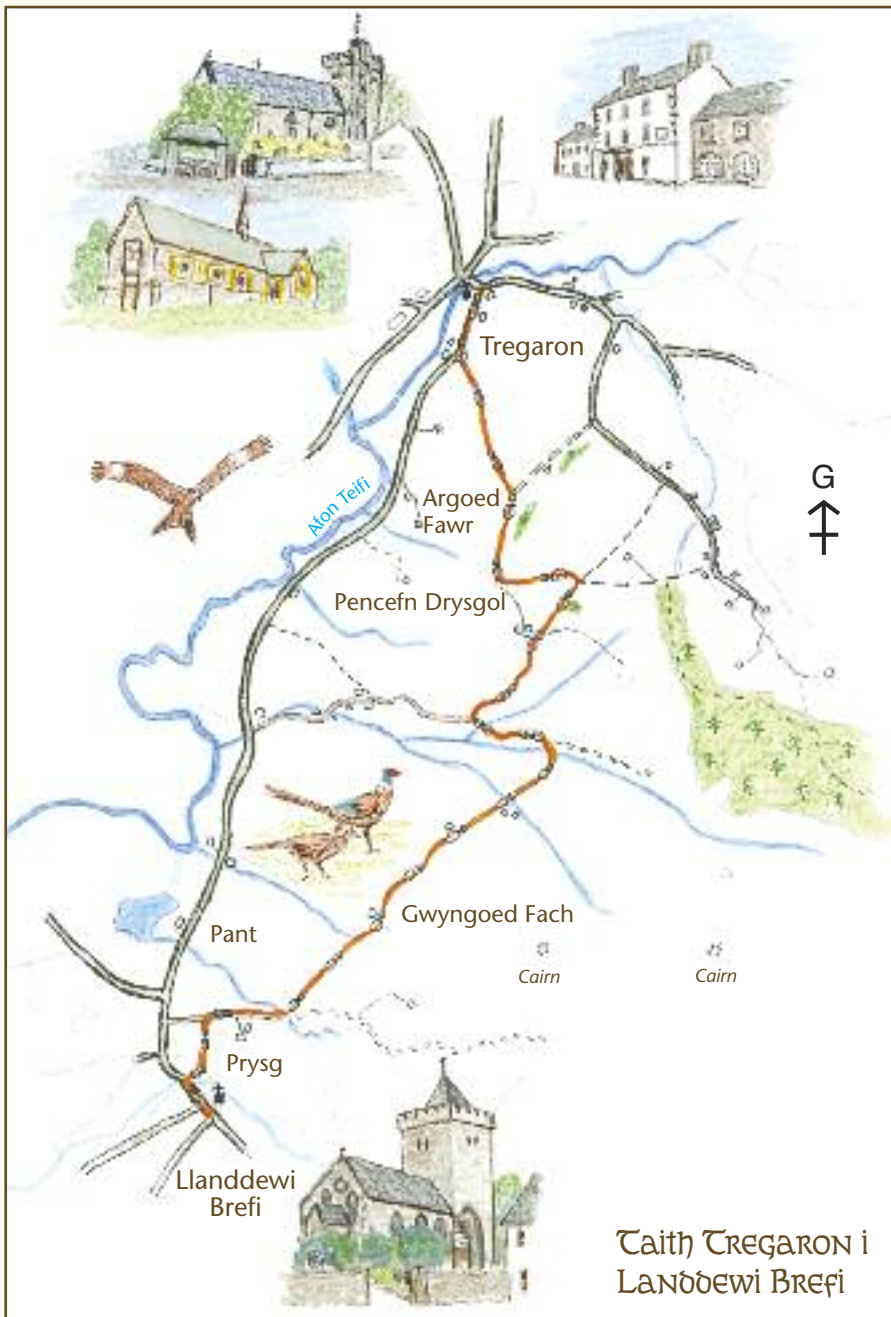 Tregaron
G
Argoed
Fawr
Afon Teifi
Pencefn Drysgol
Gwyngoed Fach
Pant
Cairn
Cairn
Prysg
Llanddewi
Brefi
Taith Tregaron i
Landdewi Brefi